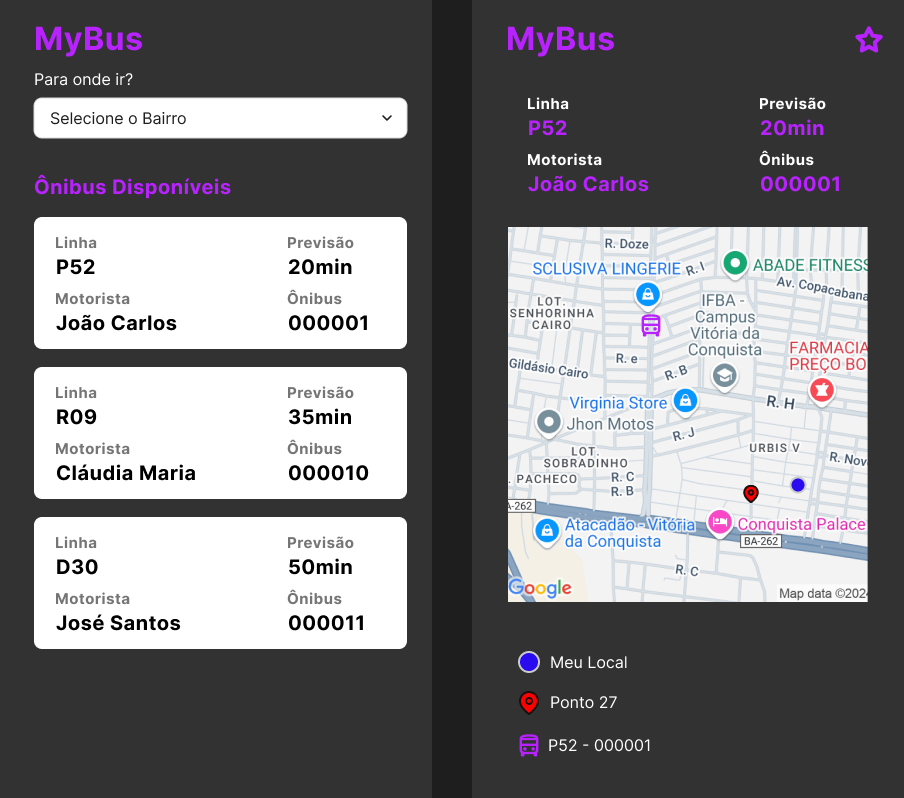 MyBus
Para onde ir?
Selecione o Bairro
Ônibus Disponíveis
Linha
Previsão
P52
20min
Motorista
Ônibus
João Carlos
000001
Linha
Previsão
R09
35min
Motorista
Ônibus
Cláudia Maria
000010
Linha
Previsão
D30
50min
Motorista
Ônibus
José Santos
000011
MyBus
Linha
Previsão
P52
20min
Motorista
Ônibus
João Carlos
000001
R. Doze
SCLUSIVA LINGERIE
R. I
ABADE FITNESS
Av. Copacabana
LOT.
SENHORINHA
CAIRO
IFBA -
Campus
Vitória da
Conquista
FARMACIA
PREÇO BO
R. e
Gildásio Cairo
R. B
Virginia Store
R. H
Jhon Motos
R. J
URBIS V
LOT.
SOBRADINHO
R. Nov
. PACHECO
R. C
R. B
A-262
Atacadão - Vitória
da Conquista
Conquista Palace
BA-262
R. C
Google
Map data ©2024
Meu Local
Ponto 27
P52 - 000001